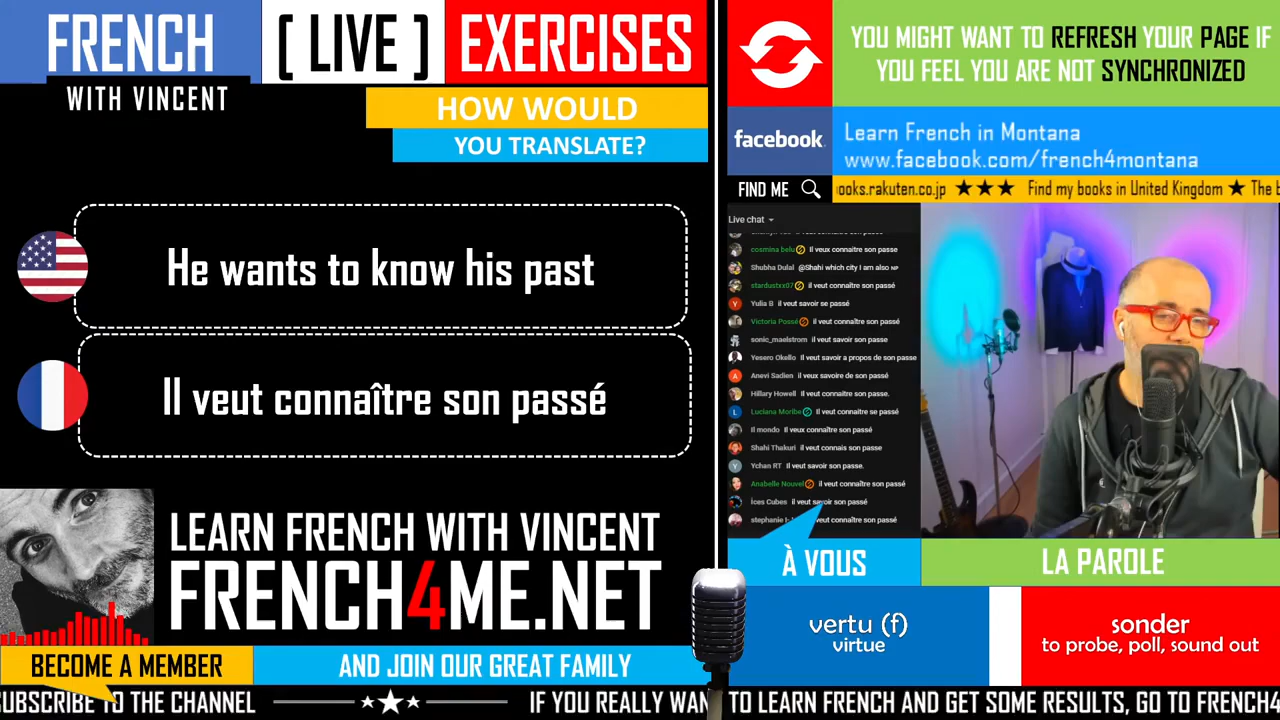 FRENCH
WITH VINCENT
[ LIVE ]
EXERCISES
HOW WOULD
YOU TRANSLATE?
He wants to know his past
Il veut connaître son passé
LEARN FRENCH WITH VINCENT
FRENCH4ME.NET
BECOME A MEMBER
AND JOIN OUR GREAT FAMILY
YOU MIGHT WANT TO REFRESH YOUR PAGE IF
YOU FEEL YOU ARE NOT SYNCHRONIZED
facebook.
Learn French in Montana
www.facebook.com/french4montana
FIND ME
ooks.rakuten.co.jp ★★★ Find my books in United Kingdom ★ The b
Live chat
cosmina belu Il veux connaitre son passe
Shubha Dulal @Shahi which city I am also
stardustxx07 il veut connaître son passé
Yulia B il veut savoir se passé
Victoria Possé il veut connaître son passé
sonic_maelstrom il veut savoir son passe
Yesero Okello Il veut savoir a propos de son passe
Anevi Sadien il veux savoire de son passé
Hillary Howell Il veut connaitre son passe.
Luciana Moribe Il veut connaitre se passé
Il mondo Il veux connaître son passé
Shahi Thakuri il veut connais son passe
Ychan RT Il veut savoir son passe.
Anabelle Nouvel il veut connaître son passé
Ices Cubes il veut savoir son passé
stephanie veut connaître son passé
À VOUS
LA PAROLE
vertu (f)
virtue
sonder
to probe, poll, sound out
SUBSCRIBE TO THE CHANNEL ★★★ IF YOU REALLY WAN TO LEARN FRENCH AND GET SOME RESULTS, GO TO FRENCH4